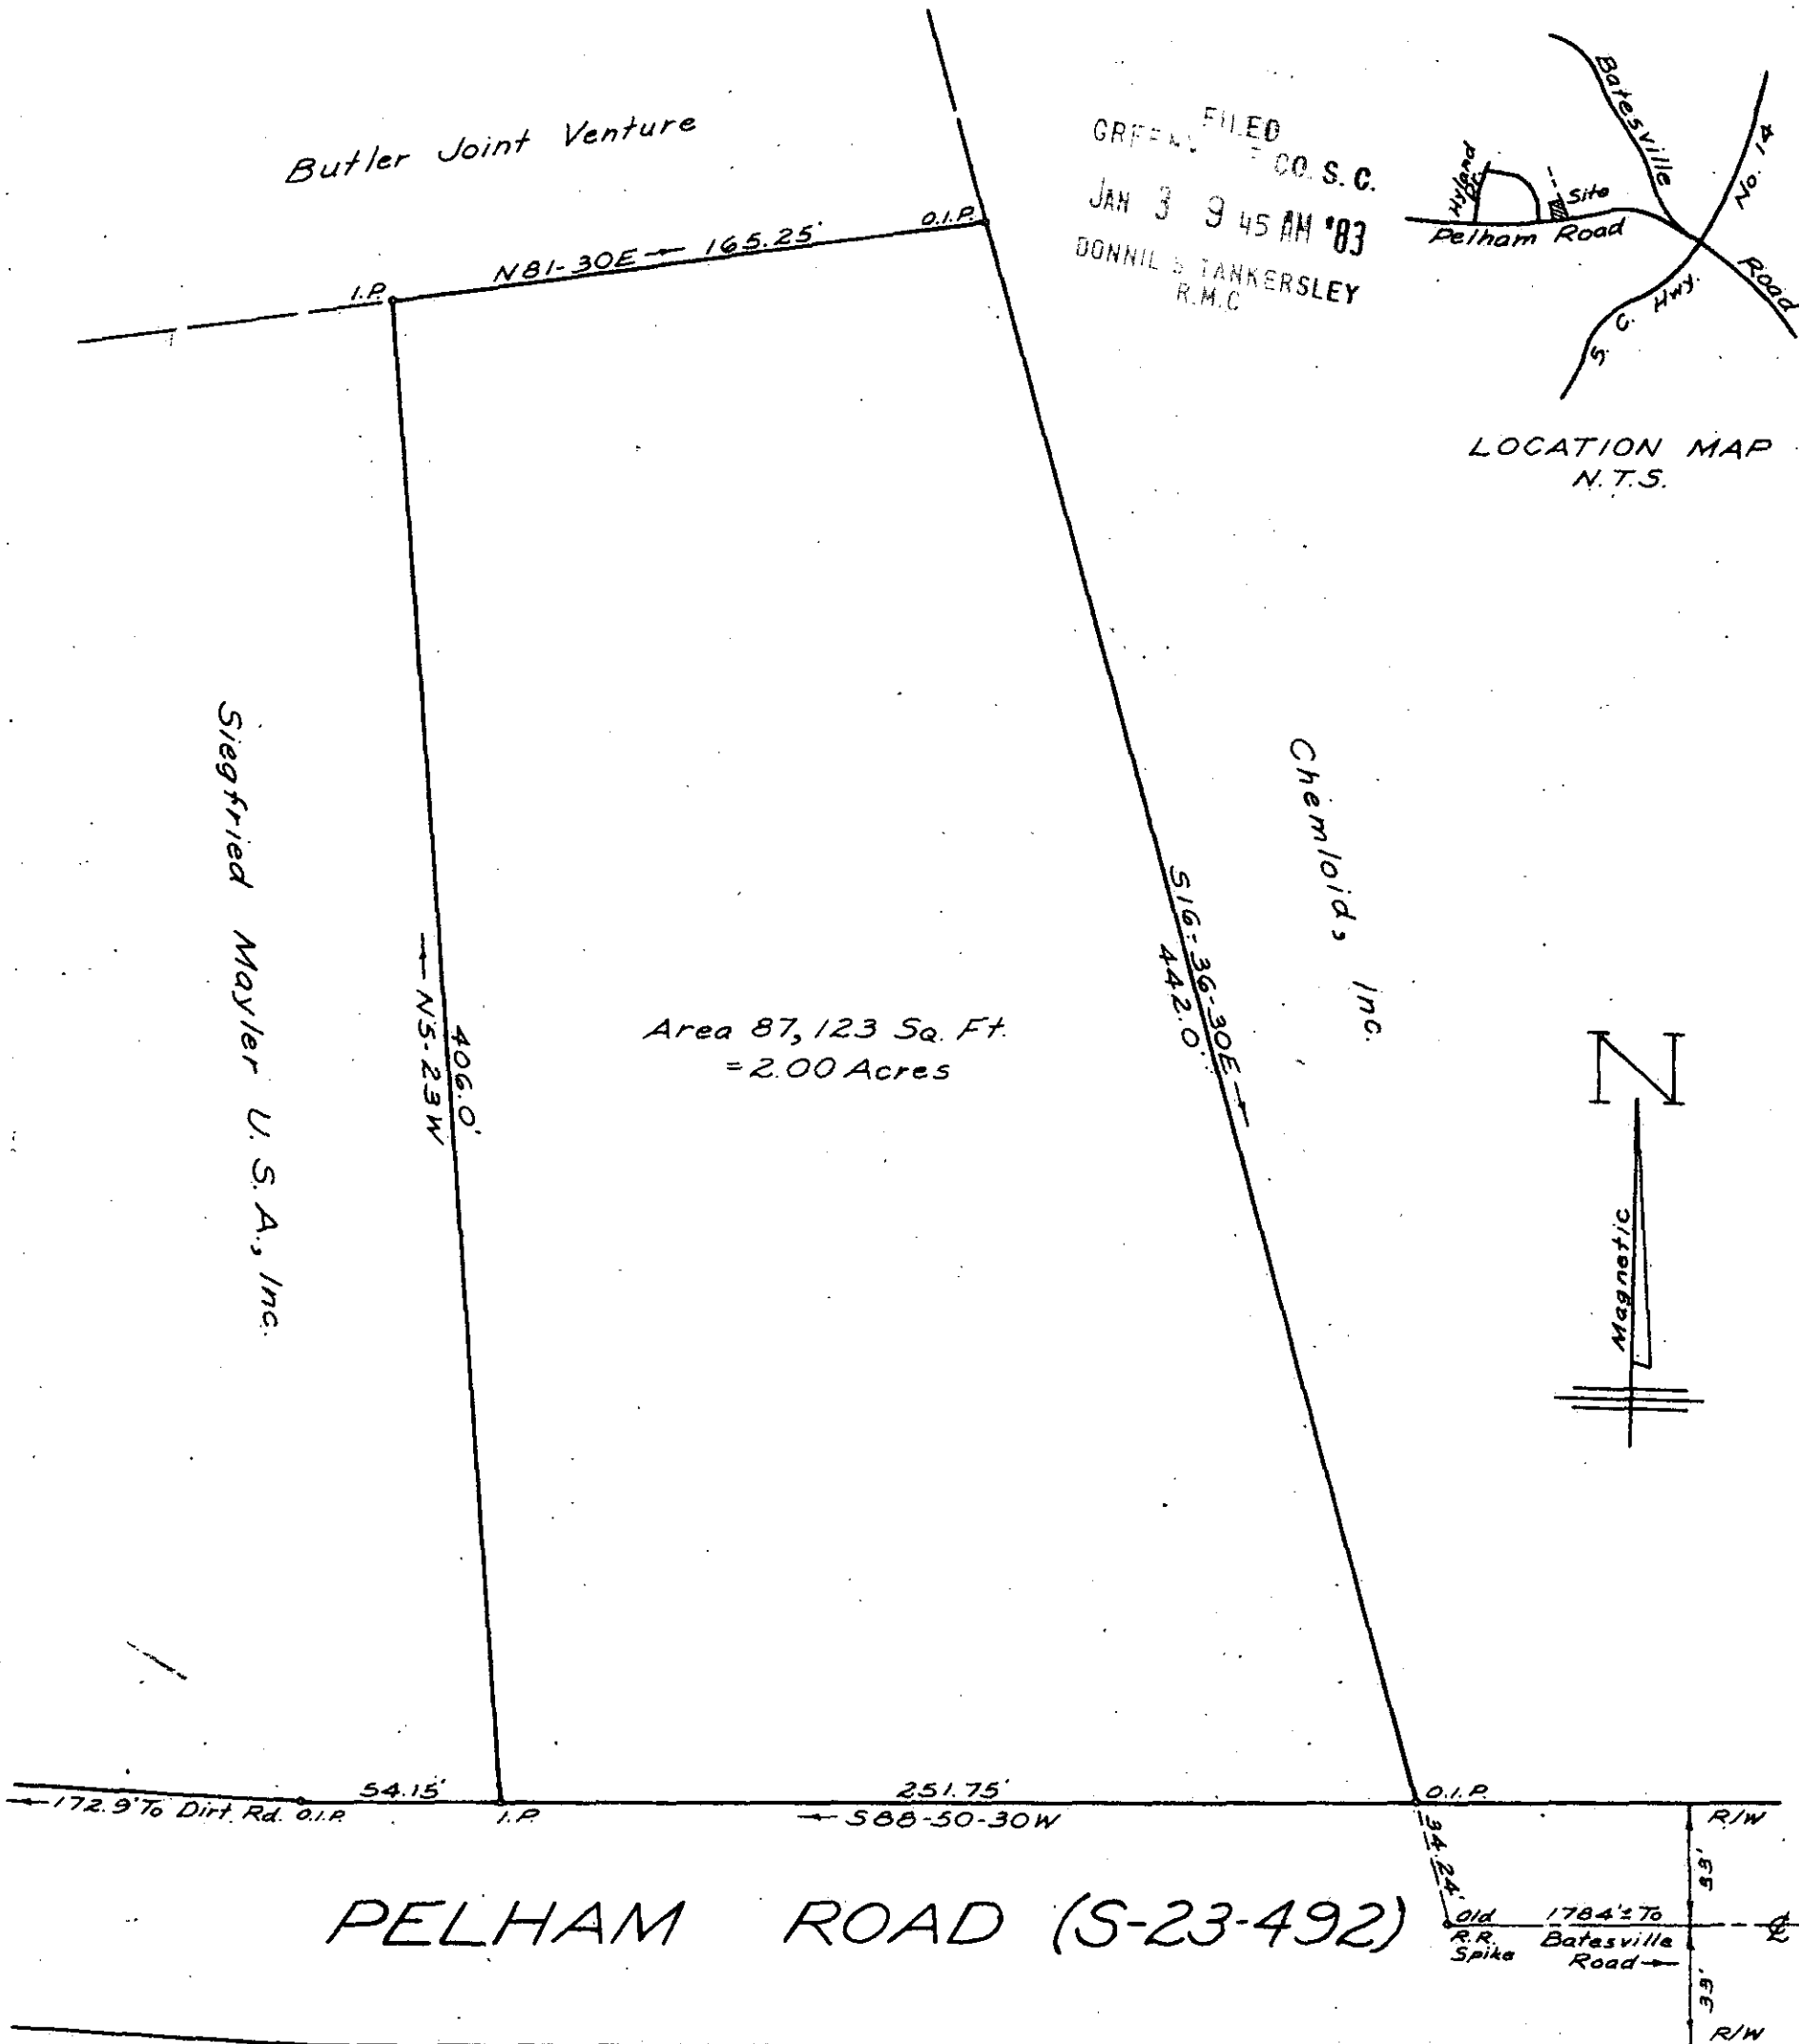 Butler Joint Venture
FILED
CO. S. C.
JAN 3 9 45 AM '83
DONNIE S TANKERSLEY
R.M.C
Batesville
Road
S. C. Hwy. No. 14
Hyland Dr.
Site
Pelham Road
LOCATION MAP
N.T.S.
I.P.
N81-30E → 165.25'
O.I.P.
Siegfried Mayler U.S.A., Inc.
← N5-23W
406.0'
Area 87,123 Sq. Ft.
= 2.00 Acres
S16-36-30E →
442.0'
Chemloid, Inc.
N
Magnetic
← 172.9' To Dirt Rd.
O.I.P.
54.15'
I.P.
251.75'
← S88-50-30W
O.I.P.
34.24'
R/W
33'
PELHAM ROAD (S-23-492)
Old
R.R.
Spike
1784'± To
Batesville
Road →
℄
33'
R/W